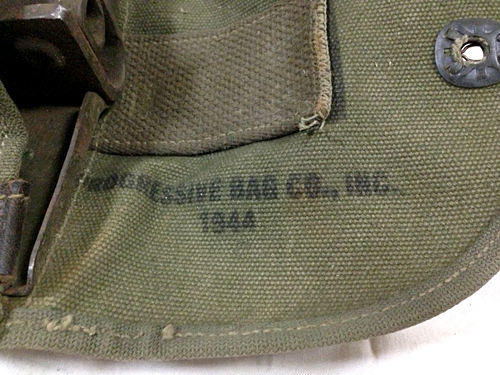 PROGRESSIVE BAG CO., INC.
1944